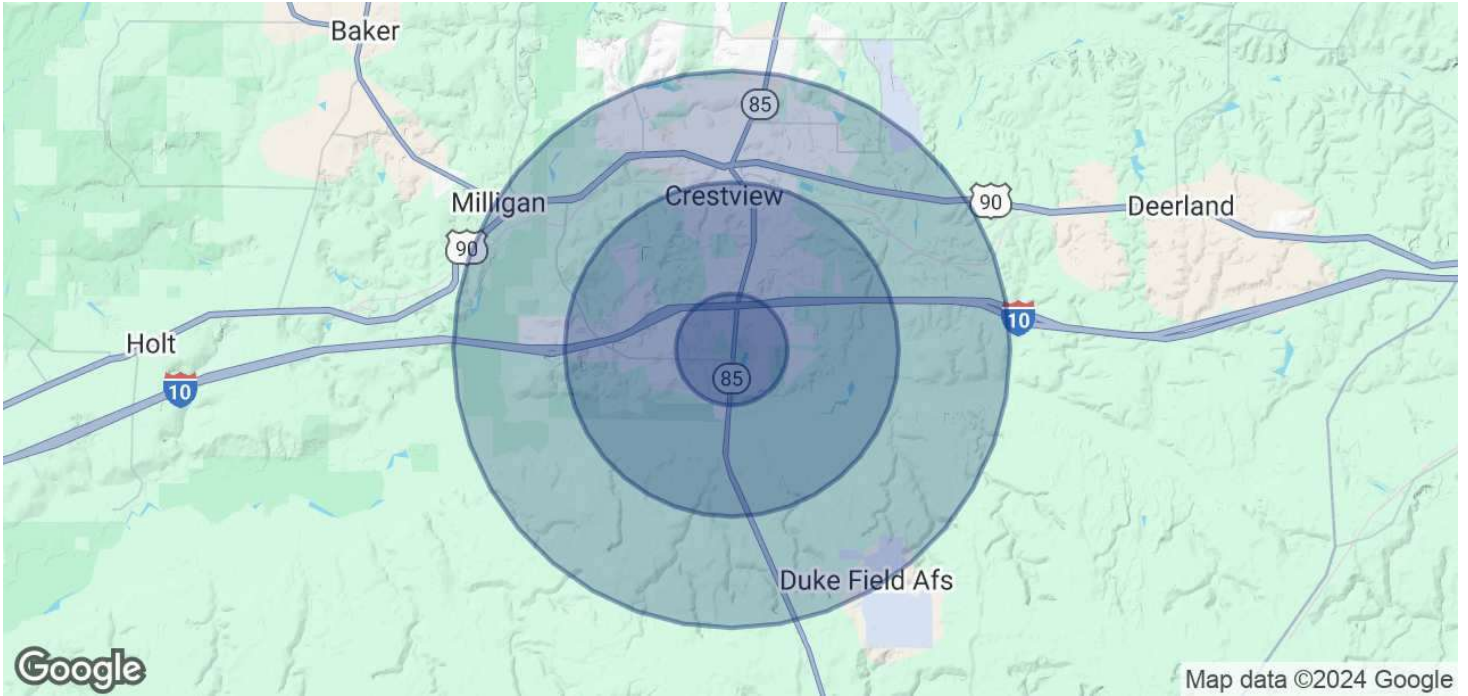 Baker
85
Milligan
Crestview
90
Deerland
90
10
Holt
10
85
Duke Field Afs
Google
Map data ©2024 Google